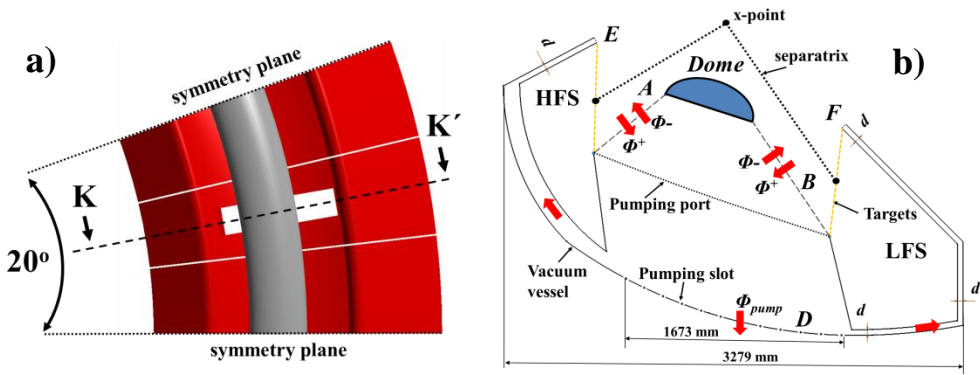 a)
symmetry plane
K
K´
20º
symmetry plane
b)
x-point
separatrix
E
d
HFS
A
Dome
Φ-
Φ+
F
d
Φ-
Φ+
B
Pumping port
Targets
LFS
Vacuum
vessel
Pumping slot
Φpump
D
d
d
1673 mm
3279 mm